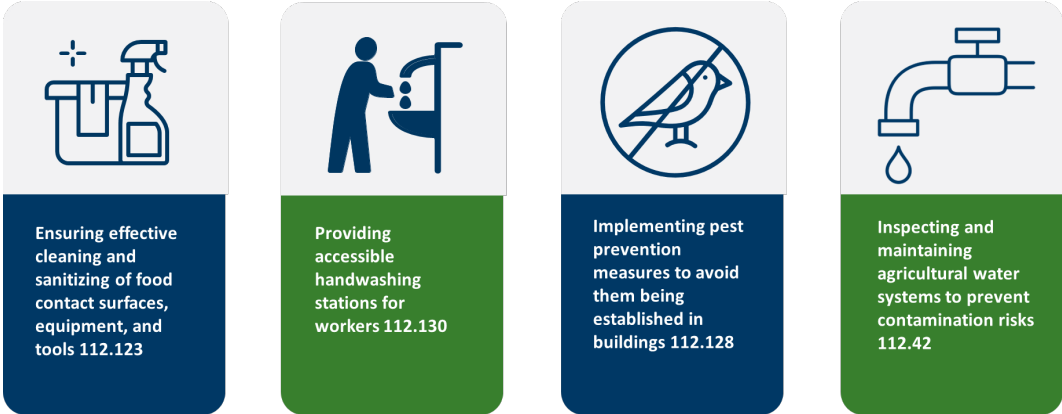 Ensuring effective
cleaning and
sanitizing of food
contact surfaces,
equipment, and
tools 112.123
Providing
accessible
handwashing
stations for
workers 112.130
Implementing pest
prevention
measures to avoid
them being
established in
buildings 112.128
Inspecting and
maintaining
agricultural water
systems to prevent
contamination risks
112.42